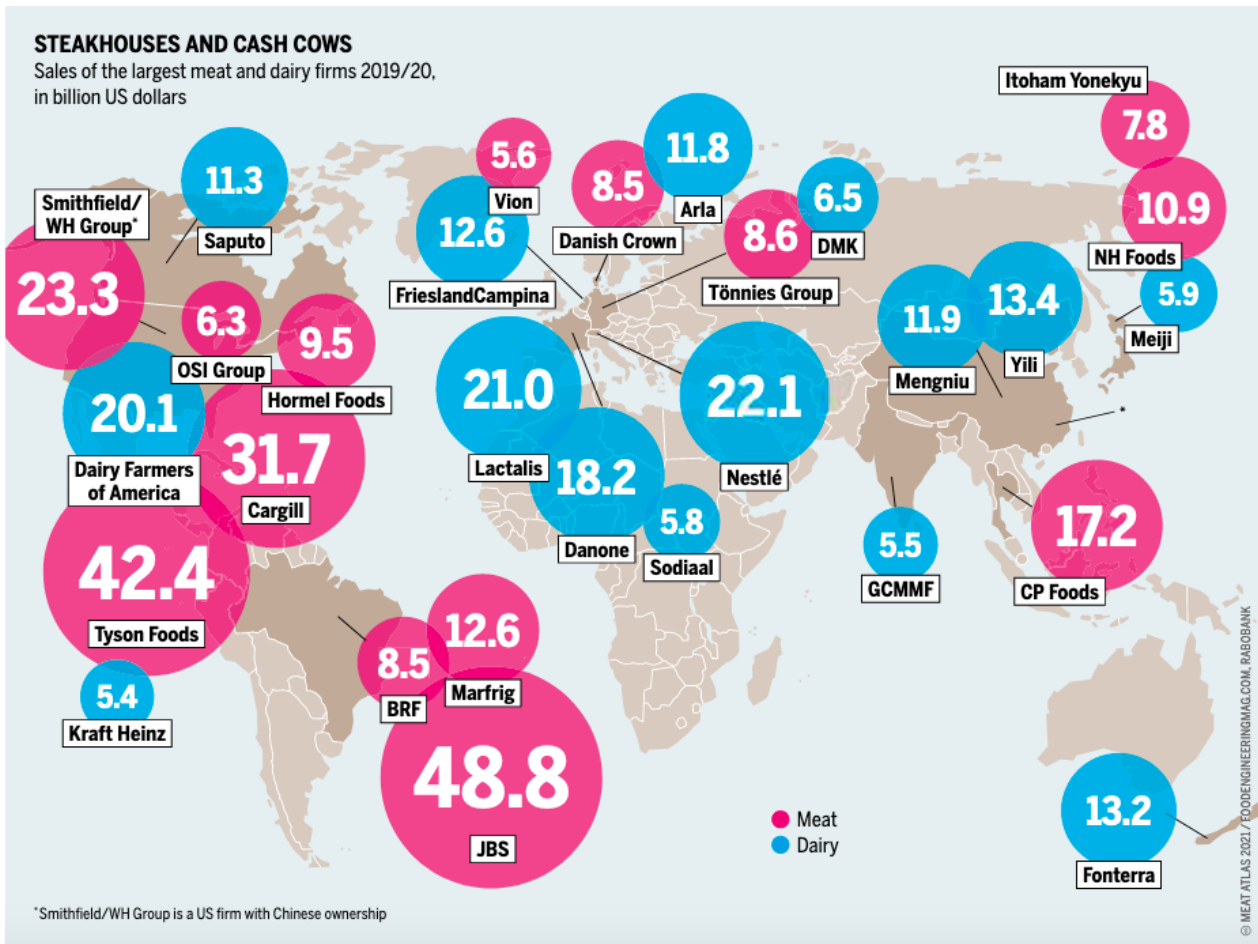 STEAKHOUSES AND CASH COWS
Sales of the largest meat and dairy firms 2019/20,
in billion US dollars
Itoham Yonekyu
7.8
5.6
Vion
8.5
Danish Crown
11.8
Arla
11.3
Saputo
Smithfield/
WH Group*
23.3
12.6
FrieslandCampina
8.6
Tönnies Group
6.5
DMK
10.9
NH Foods
5.9
Meiji
6.3
OSI Group
9.5
Hormel Foods
11.9
Mengniu
13.4
Yili
20.1
Dairy Farmers
of America
31.7
Cargill
21.0
Lactalis
18.2
Danone
22.1
Nestlé
5.8
Sodiaal
*
5.5
GCMMF
17.2
CP Foods
42.4
Tyson Foods
5.4
Kraft Heinz
8.5
BRF
12.6
Marfrig
48.8
JBS
Meat
Dairy
13.2
Fonterra
*Smithfield/WH Group is a US firm with Chinese ownership
© MEAT ATLAS 2021 / FOODENGINEERINGMAG.COM, RABOBANK